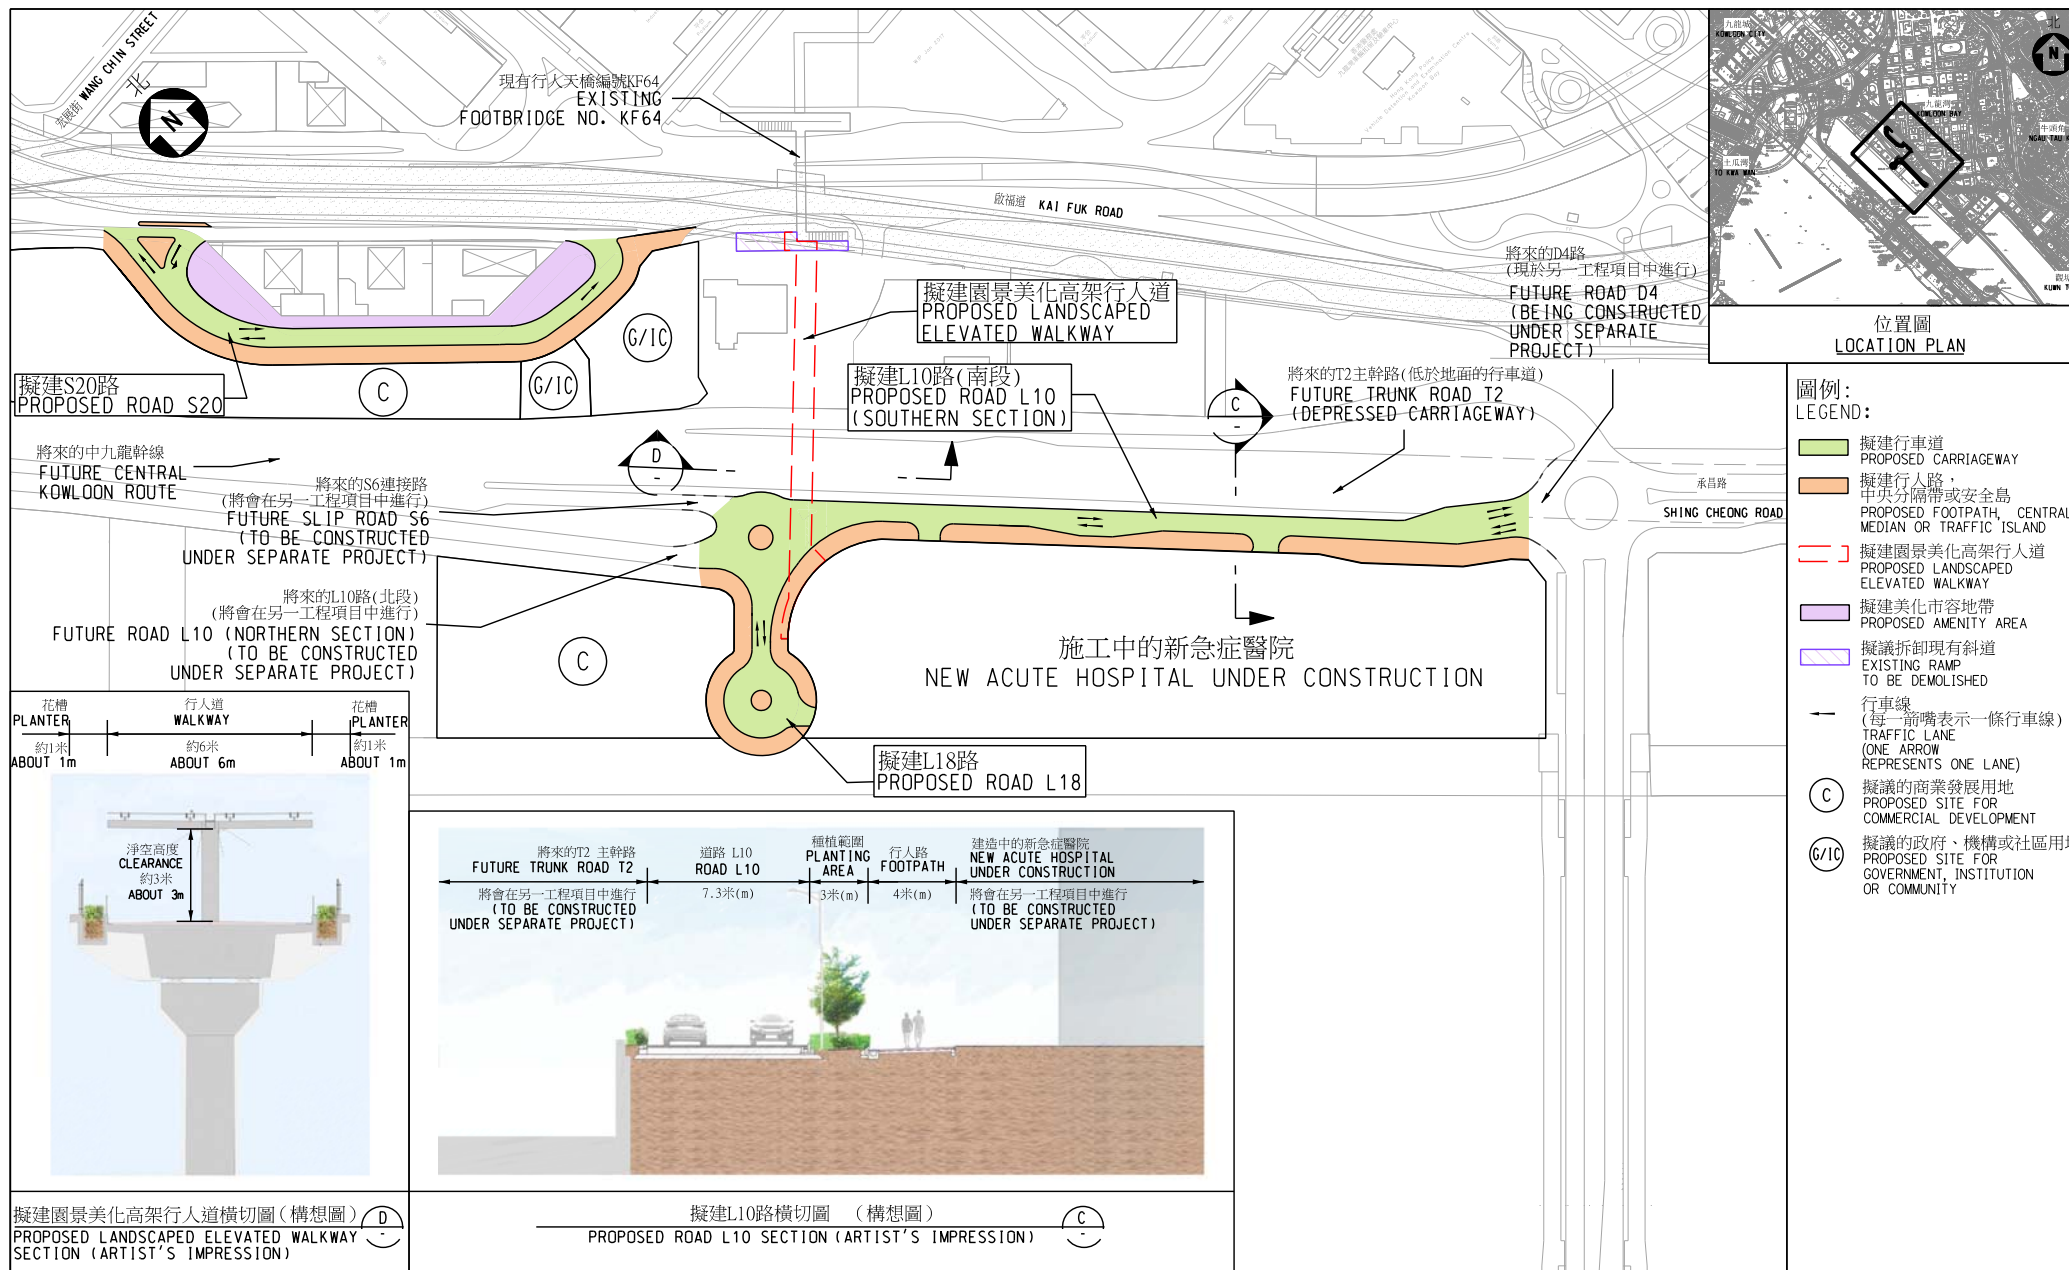 宏展街 WANG CHIN STREET
北
N
現有行人天橋編號KF64
EXISTING
FOOTBRIDGE NO. KF64
啟福道 KAI FUK ROAD
將來的D4路
(現於另一工程項目中進行)
FUTURE ROAD D4
(BEING CONSTRUCTED
UNDER SEPARATE
PROJECT)
擬建園景美化高架行人道
PROPOSED LANDSCAPED
ELEVATED WALKWAY
G/IC
G/IC
C
擬建S20路
PROPOSED ROAD S20
擬建L10路(南段)
PROPOSED ROAD L10
(SOUTHERN SECTION)
將來的T2主幹路(低於地面的行車道)
FUTURE TRUNK ROAD T2
(DEPRESSED CARRIAGEWAY)
C
-
D
-
將來的中九龍幹線
FUTURE CENTRAL
KOWLOON ROUTE
將來的S6連接路
(將會在另一工程項目中進行)
FUTURE SLIP ROAD S6
(TO BE CONSTRUCTED
UNDER SEPARATE PROJECT)
承昌路
SHING CHEONG ROAD
將來的L10路(北段)
(將會在另一工程項目中進行)
FUTURE ROAD L10 (NORTHERN SECTION)
(TO BE CONSTRUCTED
UNDER SEPARATE PROJECT)
C
施工中的新急症醫院
NEW ACUTE HOSPITAL UNDER CONSTRUCTION
擬建L18路
PROPOSED ROAD L18
九龍城
KOWLOON CITY
北
N
九龍灣
KOWLOON BAY
牛頭角
土瓜灣
TO KWA WAN
位置圖
LOCATION PLAN
圖例:
LEGEND:
擬建行車道
PROPOSED CARRIAGEWAY
擬建行人路,
中央分隔帶或安全島
PROPOSED FOOTPATH, CENTRAL
MEDIAN OR TRAFFIC ISLAND
擬建園景美化高架行人道
PROPOSED LANDSCAPED
ELEVATED WALKWAY
擬建美化市容地帶
PROPOSED AMENITY AREA
擬議拆卸現有斜道
EXISTING RAMP
TO BE DEMOLISHED
行車線
(每一箭嘴表示一條行車線)
TRAFFIC LANE
(ONE ARROW
REPRESENTS ONE LANE)
C
擬議的商業發展用地
PROPOSED SITE FOR
COMMERCIAL DEVELOPMENT
G/IC
擬議的政府、機構或社區用地
PROPOSED SITE FOR
GOVERNMENT, INSTITUTION
OR COMMUNITY
花槽 行人道 花槽
PLANTER WALKWAY PLANTER
約1米 約6米 約1米
ABOUT 1m ABOUT 6m ABOUT 1m
淨空高度
CLEARANCE
約3米
ABOUT 3m
擬建園景美化高架行人道橫切圖(構想圖)
PROPOSED LANDSCAPED ELEVATED WALKWAY
SECTION (ARTIST'S IMPRESSION)
D
-
將來的T2 主幹路
FUTURE TRUNK ROAD T2
將會在另一工程項目中進行
(TO BE CONSTRUCTED
UNDER SEPARATE PROJECT)
道路 L10
ROAD L10
7.3米(m)
種植範圍
PLANTING
AREA
3米(m)
行人路
FOOTPATH
4米(m)
建造中的新急症醫院
NEW ACUTE HOSPITAL
UNDER CONSTRUCTION
將會在另一工程項目中進行
(TO BE CONSTRUCTED
UNDER SEPARATE PROJECT)
擬建L10路橫切圖 (構想圖)
PROPOSED ROAD L10 SECTION (ARTIST'S IMPRESSION)
C
-